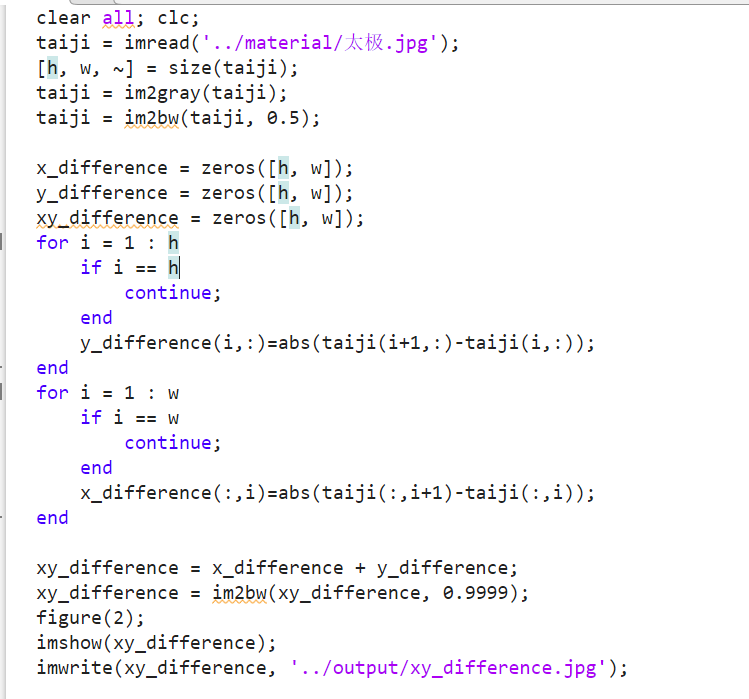 clear all; clc;
taiji = imread('../material/太极.jpg');
[h, w, ~] = size(taiji);
taiji = im2gray(taiji);
taiji = im2bw(taiji, 0.5);
x_difference = zeros([h, w]);
y_difference = zeros([h, w]);
xy_difference = zeros([h, w]);
for i = 1 : h
    if i == h
        continue;
    end
    y_difference(i,:)=abs(taiji(i+1,:)-taiji(i,:));
end
for i = 1 : w
    if i == w
        continue;
    end
    x_difference(:,i)=abs(taiji(:,i+1)-taiji(:,i));
end
xy_difference = x_difference + y_difference;
xy_difference = im2bw(xy_difference, 0.9999);
figure(2);
imshow(xy_difference);
imwrite(xy_difference, '../output/xy_difference.jpg');